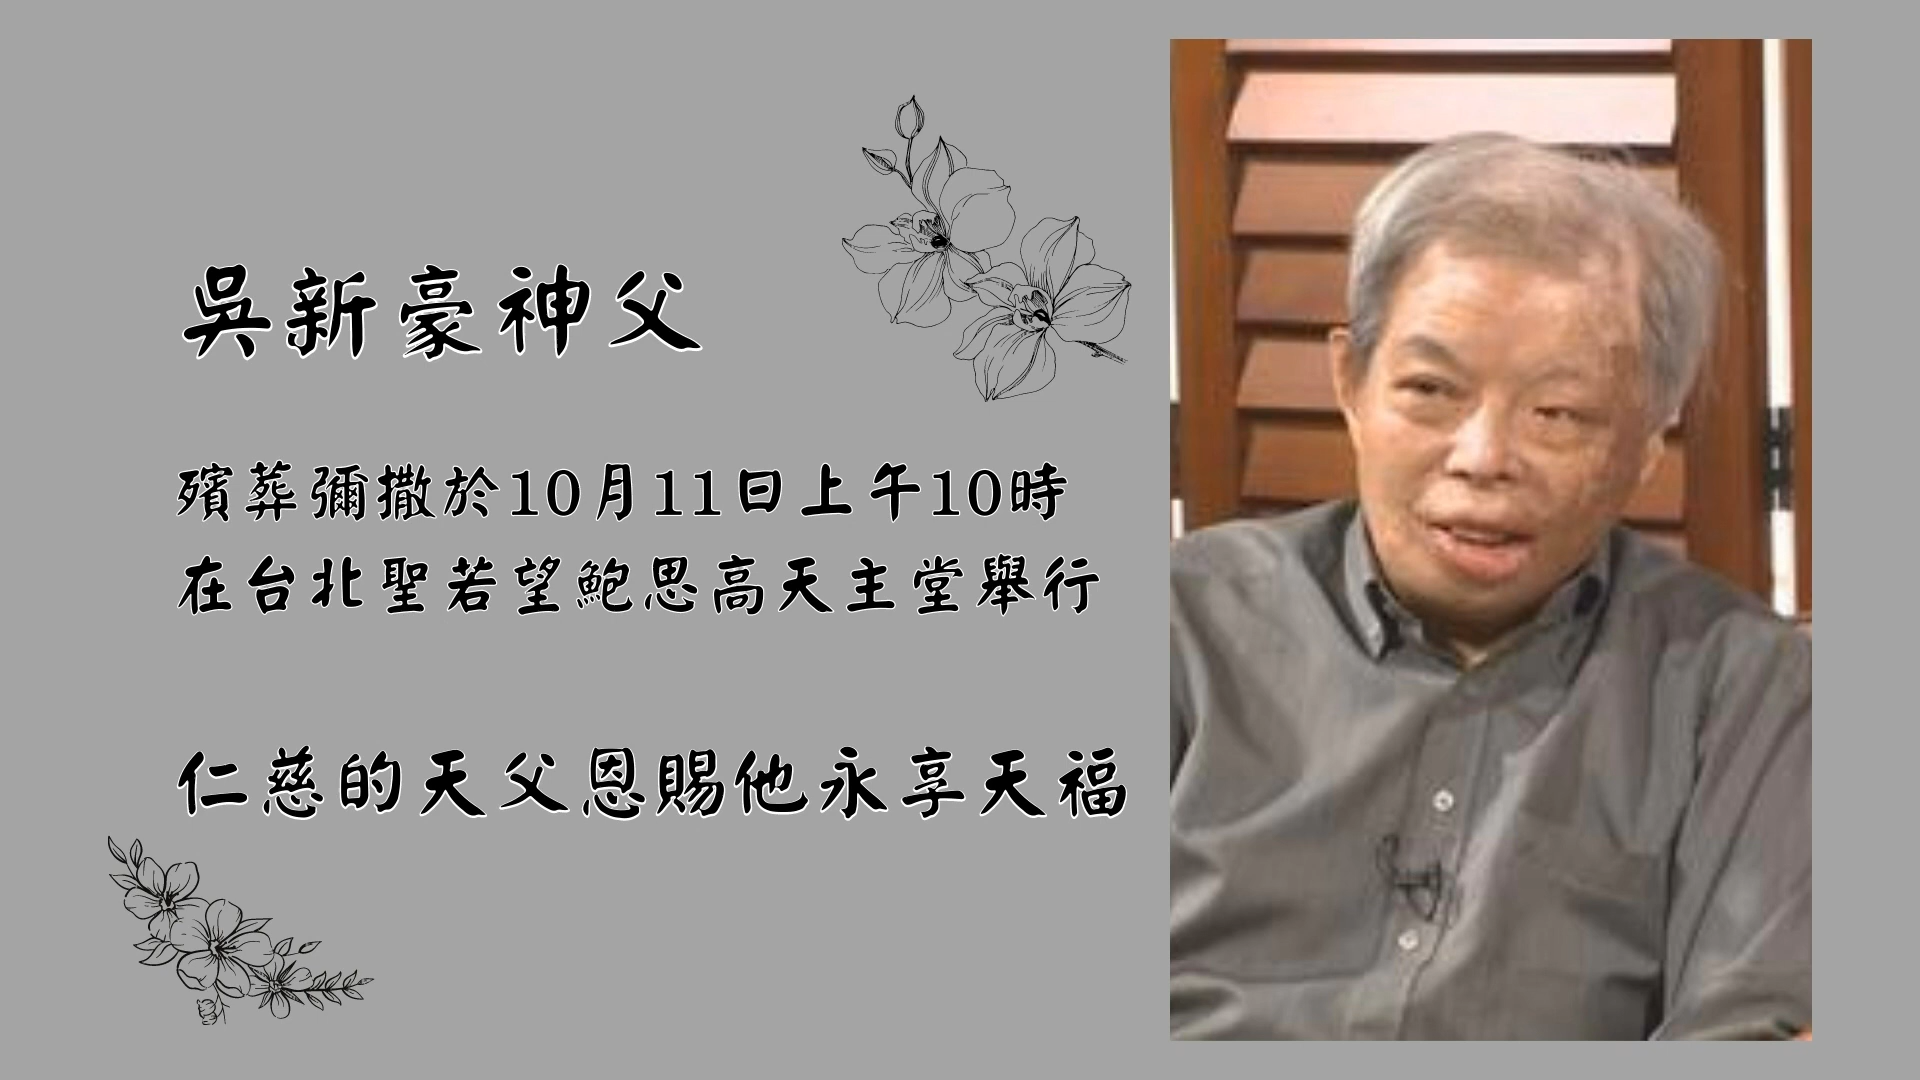 吳新豪神父
殯葬彌撒於10月11日上午10時
在台北聖若望鮑思高天主堂舉行
仁慈的天父恩賜他永享天福